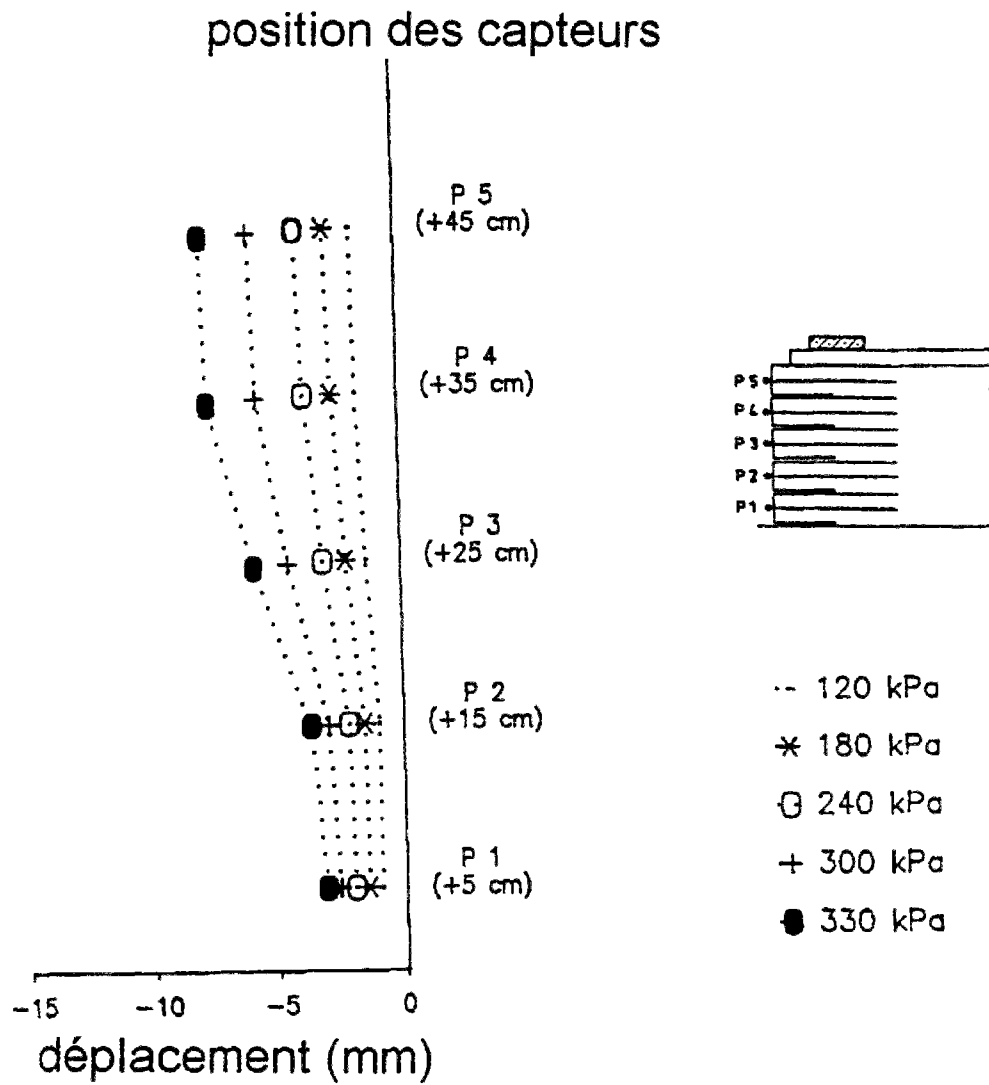 position des capteurs
P 5
(+45 cm)
P 4
(+35 cm)
P 3
(+25 cm)
P 2
(+15 cm)
P 1
(+5 cm)
-15
-10
-5
0
déplacement (mm)
P5
P4
P3
P2
P1
120 kPa
180 kPa
240 kPa
300 kPa
330 kPa